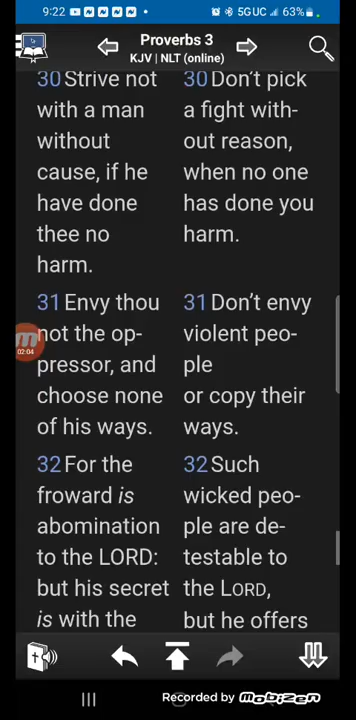 9:22
5GUC 63%
Proverbs 3
KJV | NLT (online)
30 Strive not
with a man
without
cause, if he
have done
thee no
harm.
31 Envy thou
not the op-
pressor, and
choose none
of his ways.
32 For the
froward is
abomination
to the LORD:
but his secret
is with the
30 Don't pick
a fight with-
out reason,
when no one
has done you
harm.
31 Don't envy
violent peo-
ple
or copy their
ways.
32 Such
wicked peo-
ple are de-
testable to
the LORD,
but he offers
02:04
Recorded by Mobizen